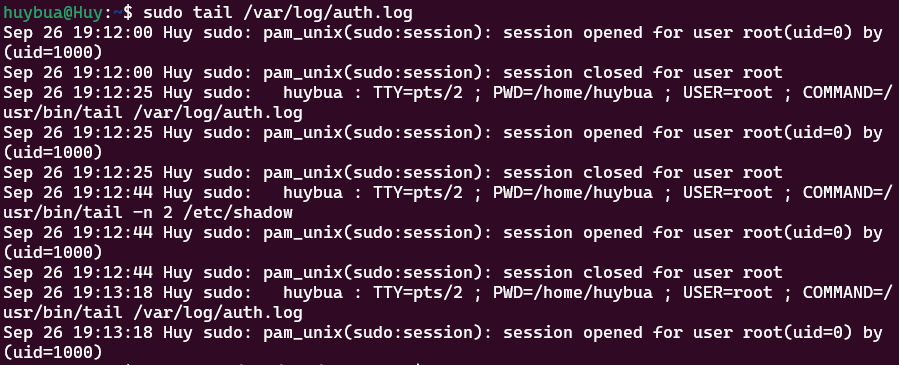 huybua@Huy:~$ sudo tail /var/log/auth.log
Sep 26 19:12:00 Huy sudo: pam_unix(sudo:session): session opened for user root(uid=0) by
(uid=1000)
Sep 26 19:12:00 Huy sudo: pam_unix(sudo:session): session closed for user root
Sep 26 19:12:25 Huy sudo:   huybua : TTY=pts/2 ; PWD=/home/huybua ; USER=root ; COMMAND=/
usr/bin/tail /var/log/auth.log
Sep 26 19:12:25 Huy sudo: pam_unix(sudo:session): session opened for user root(uid=0) by
(uid=1000)
Sep 26 19:12:25 Huy sudo: pam_unix(sudo:session): session closed for user root
Sep 26 19:12:44 Huy sudo:   huybua : TTY=pts/2 ; PWD=/home/huybua ; USER=root ; COMMAND=/
usr/bin/tail -n 2 /etc/shadow
Sep 26 19:12:44 Huy sudo: pam_unix(sudo:session): session opened for user root(uid=0) by
(uid=1000)
Sep 26 19:12:44 Huy sudo: pam_unix(sudo:session): session closed for user root
Sep 26 19:13:18 Huy sudo:   huybua : TTY=pts/2 ; PWD=/home/huybua ; USER=root ; COMMAND=/
usr/bin/tail /var/log/auth.log
Sep 26 19:13:18 Huy sudo: pam_unix(sudo:session): session opened for user root(uid=0) by
(uid=1000)